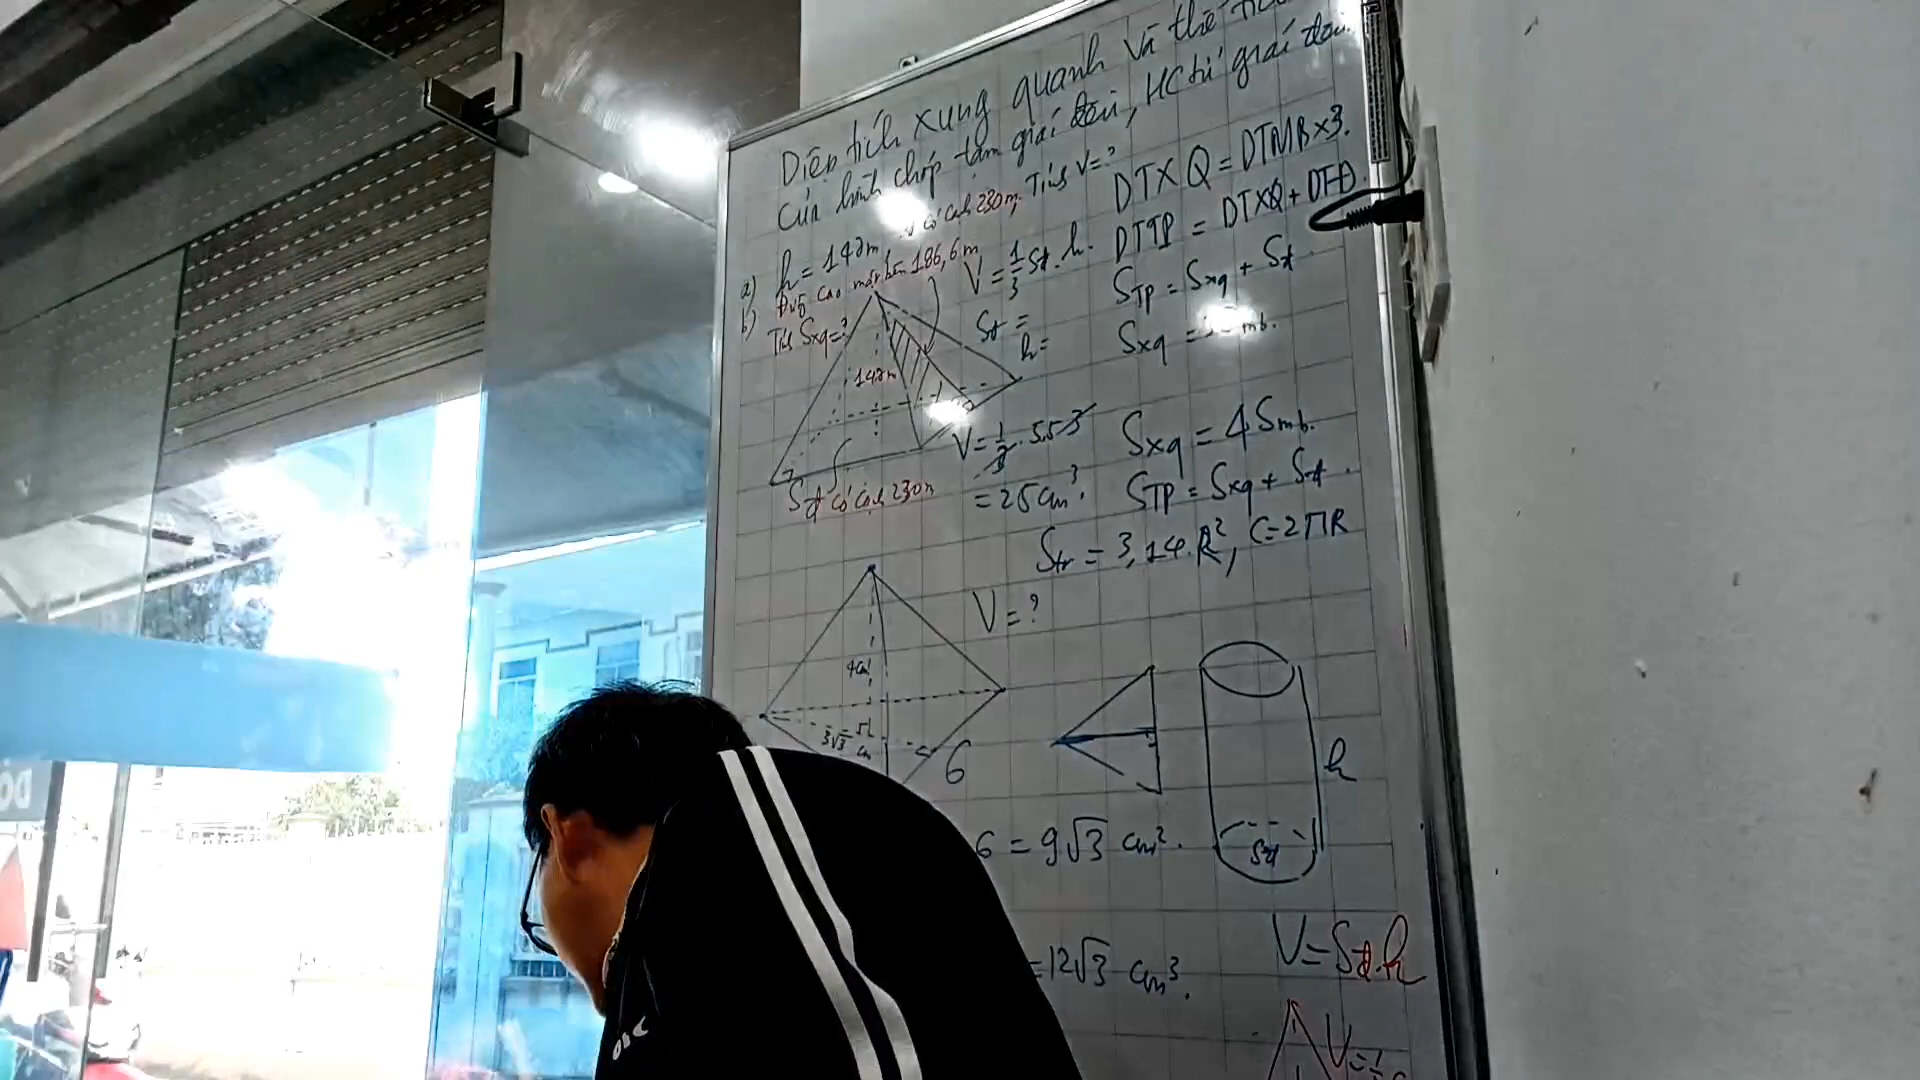 Diện tích xung quanh và thể tích
của hình chóp tam giác đều, HC tứ giác đều.
a) h = 147m, có cạnh 230m. Tính V=?
b) Đường cao mặt bên 186,6m
Tính Sxq=?
147m
Sđ có cạnh 230m
V = 1/3 Sđ. h.
Sđ =
h =
V = 1/3 . 5.5.3
= 25 cm³.
DTXQ = DTMB x 3.
DTTP = DTXQ + DTĐ.
STP = Sxq + Sđ.
Sxq = mb.
Sxq = 4 Smb.
STP = Sxq + Sđ.
Str = 3,14.R², C=2ΠR
V = ?
4cm
3√3 cm
6
h
Sđ
6 = 9√3 cm².
V = Sđ.h
=12√3 cm³.
V =